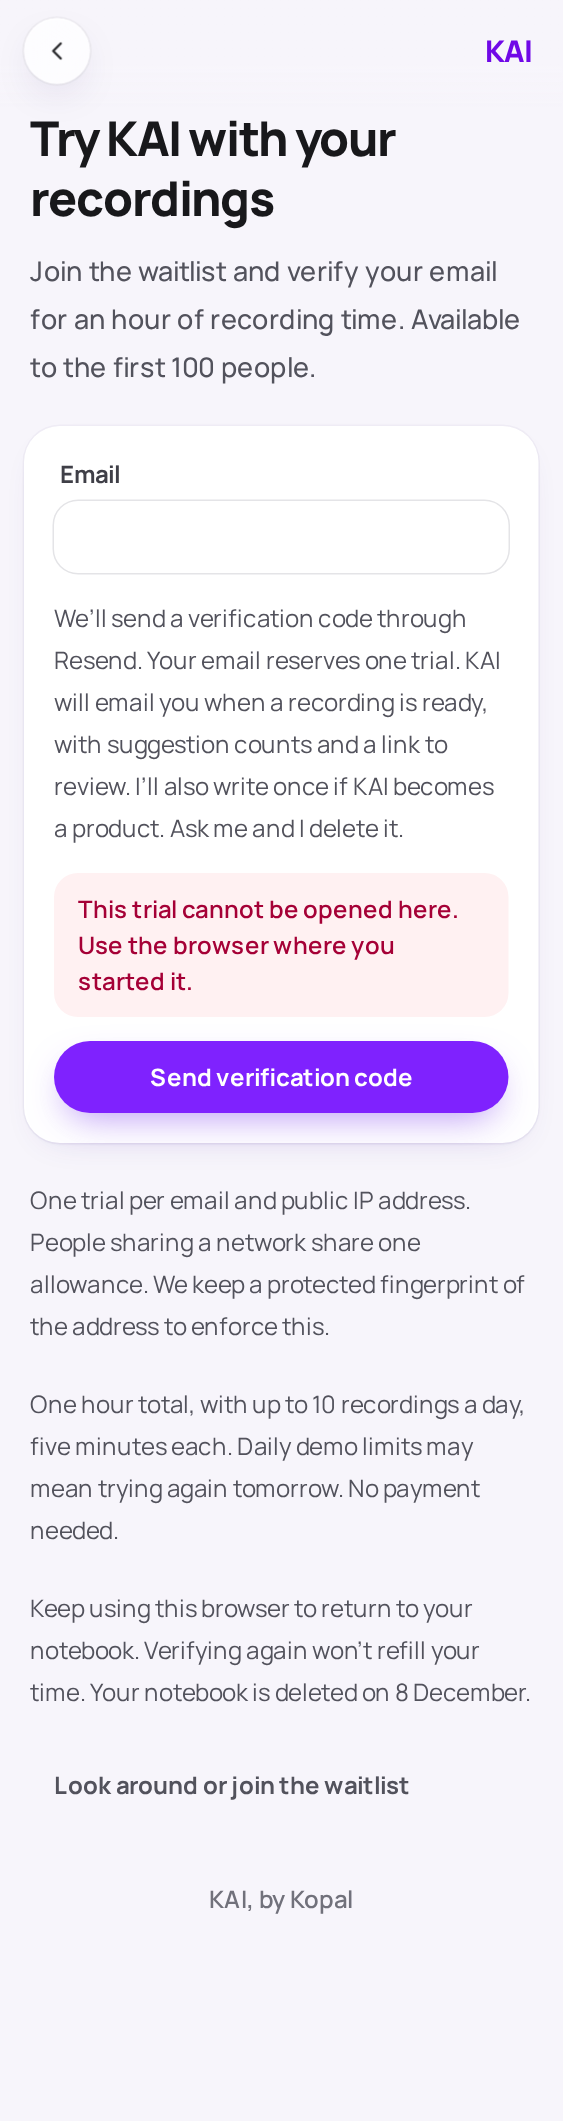 KAI
Try KAI with your
recordings
Join the waitlist and verify your email
for an hour of recording time. Available
to the first 100 people.
Email
We’ll send a verification code through
Resend. Your email reserves one trial. KAI
will email you when a recording is ready,
with suggestion counts and a link to
review. I’ll also write once if KAI becomes
a product. Ask me and I delete it.
This trial cannot be opened here.
Use the browser where you
started it.
Send verification code
One trial per email and public IP address.
People sharing a network share one
allowance. We keep a protected fingerprint of
the address to enforce this.
One hour total, with up to 10 recordings a day,
five minutes each. Daily demo limits may
mean trying again tomorrow. No payment
needed.
Keep using this browser to return to your
notebook. Verifying again won’t refill your
time. Your notebook is deleted on 8 December.
Look around or join the waitlist
KAI, by Kopal